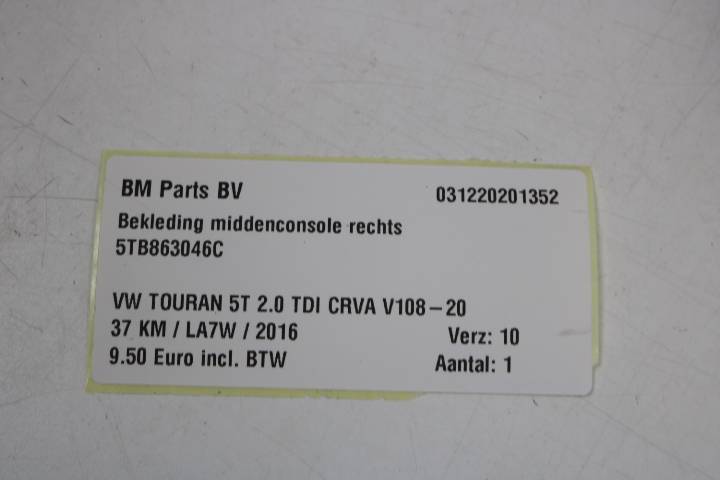 BM Parts BV 031220201352
Bekleding middenconsole rechts
5TB863046C
VW TOURAN 5T 2.0 TDI CRVA V108-20
37 KM / LA7W / 2016 Verz: 10
9.50 Euro incl. BTW Aantal: 1